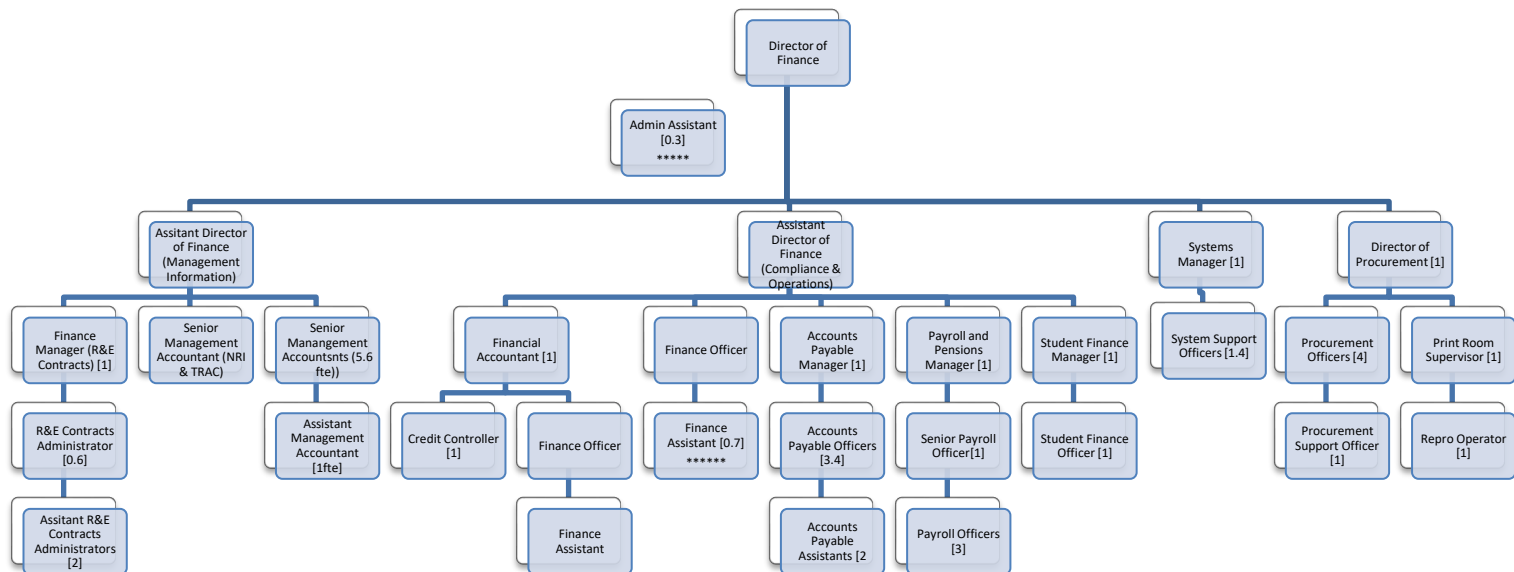 Director of
Finance
Admin Assistant
[0.3]
*****
Assitant Director
of Finance
(Management
Information)
Assistant
Director of
Finance
(Compliance &
Operations)
Systems
Manager [1]
Director of
Procurement [1]
Finance
Manager (R&E
Contracts) [1]
Senior
Management
Accountant (NRI
& TRAC)
Senior
Manangement
Accountsnts (5.6
fte))
Financial
Accountant [1]
Finance Officer
Accounts
Payable
Manager [1]
Payroll and
Pensions
Manager [1]
Student Finance
Manager [1]
System Support
Officers [1.4]
Procurement
Officers [4]
Print Room
Supervisor [1]
R&E Contracts
Administrator
[0.6]
Assistant
Management
Accountant
[1fte]
Credit Controller
[1]
Finance Officer
Finance
Assistant [0.7]
******
Accounts
Payable Officers
[3.4]
Senior Payroll
Officer[1]
Student Finance
Officer [1]
Procurement
Support Officer
[1]
Repro Operator
[1]
Assitant R&E
Contracts
Administrators
[2]
Finance
Assistant
Accounts
Payable
Assistants [2
Payroll Officers
[3]